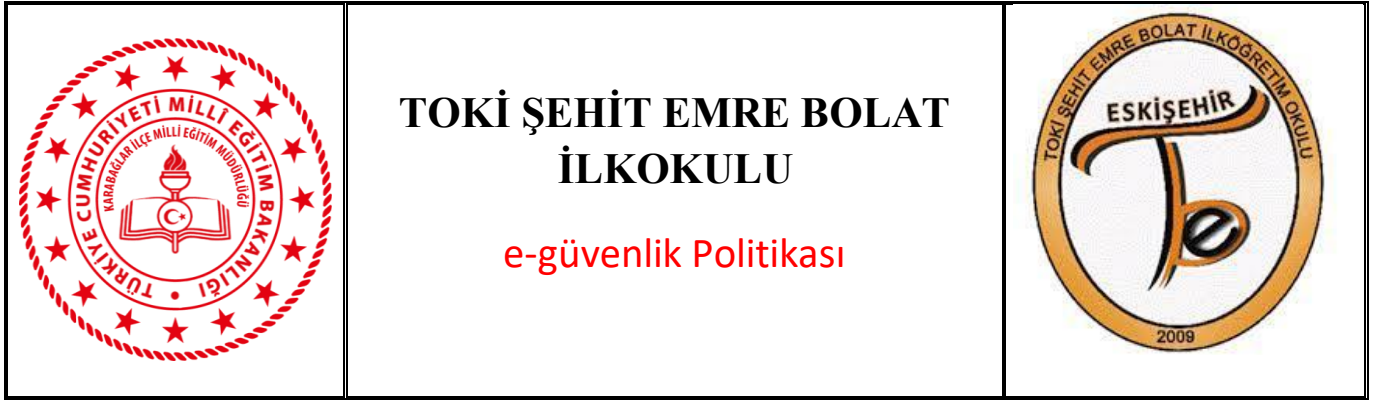 TÜRKİYE CUMHURİYETİ MİLLİ EĞİTİM BAKANLIĞI
KARABAĞLAR İLÇE MİLLİ EĞİTİM MÜDÜRLÜĞÜ
TOKİ ŞEHİT EMRE BOLAT
İLKOKULU
e-güvenlik Politikası
TOKİ ŞEHİT EMRE BOLAT İLKÖĞRETİM OKULU
ESKİŞEHİR
Te
2009